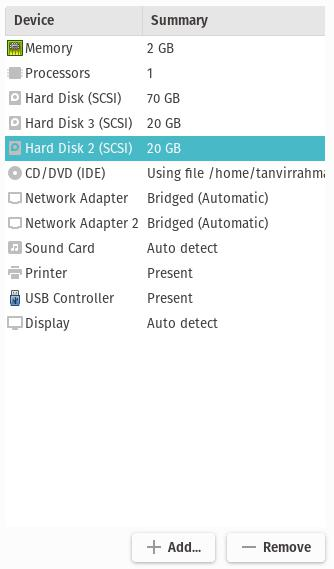 Device Summary
Memory 2 GB
Processors 1
Hard Disk (SCSI) 70 GB
Hard Disk 3 (SCSI) 20 GB
Hard Disk 2 (SCSI) 20 GB
CD/DVD (IDE) Using file /home/tanvirrahma
Network Adapter Bridged (Automatic)
Network Adapter 2 Bridged (Automatic)
Sound Card Auto detect
Printer Present
USB Controller Present
Display Auto detect
Add... Remove